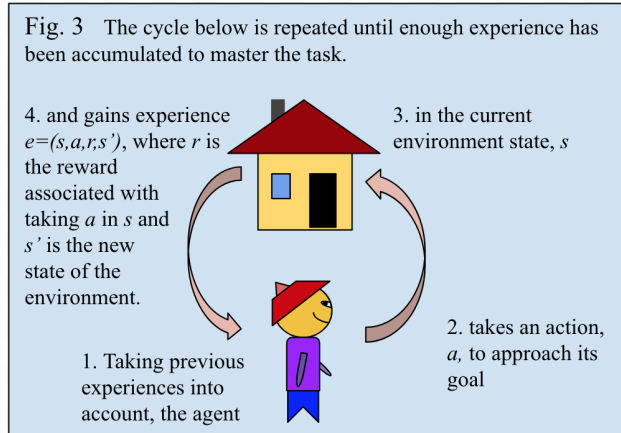 Fig. 3 The cycle below is repeated until enough experience has
been accumulated to master the task.
4. and gains experience
e=(s,a,r,s’), where r is
the reward
associated with
taking a in s and
s’ is the new
state of the
environment.
3. in the current
environment state, s
1. Taking previous
experiences into
account, the agent
2. takes an action,
a, to approach its
goal